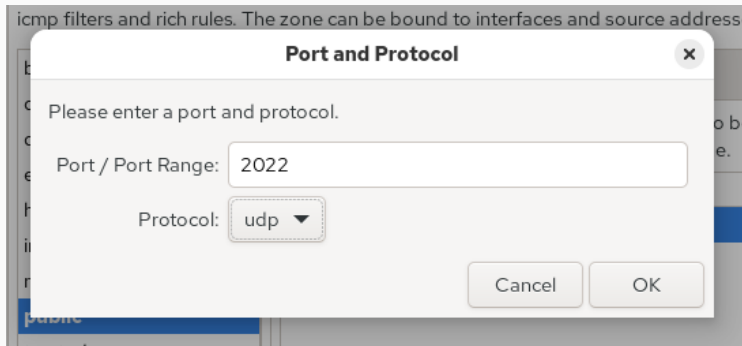 icmp filters and rich rules. The zone can be bound to interfaces and source address
Port and Protocol
Please enter a port and protocol.
Port / Port Range: 2022
Protocol: udp
Cancel OK
public